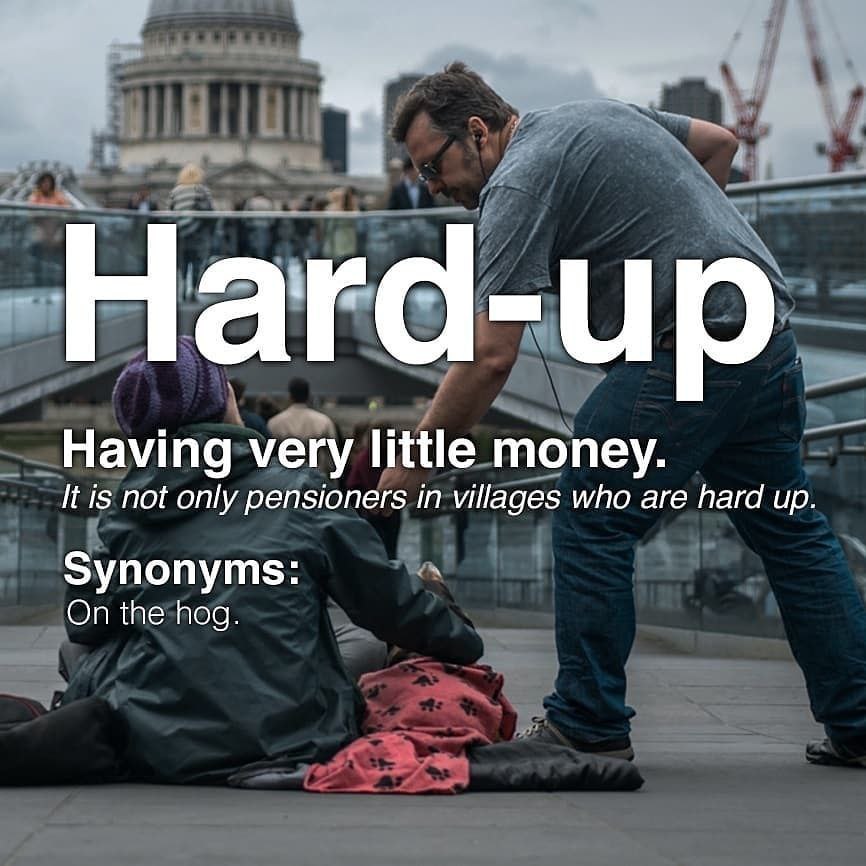 Hard-up
Having very little money.
It is not only pensioners in villages who are hard up.
Synonyms:
On the hog.